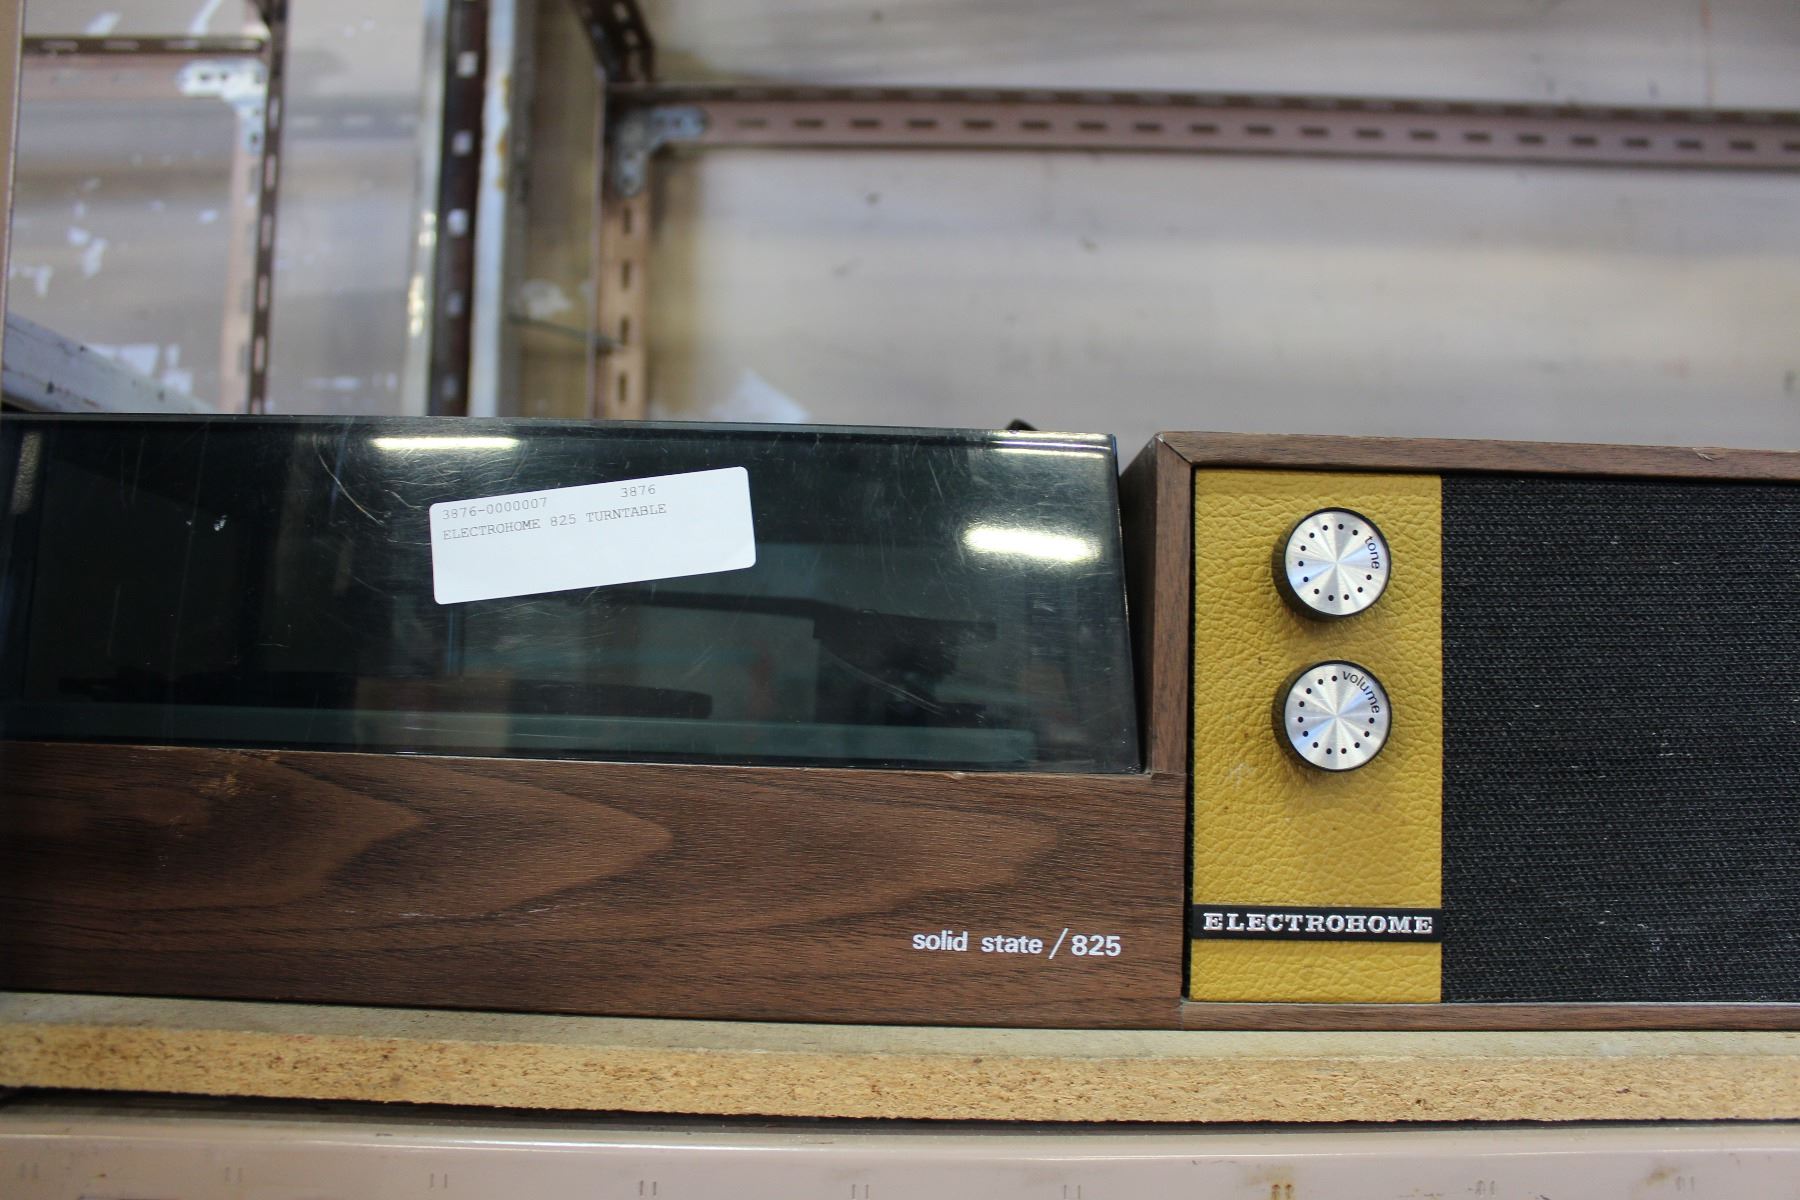 3876-0000007 3876
ELECTROHOME 825 TURNTABLE
tone
volume
ELECTROHOME
solid state / 825